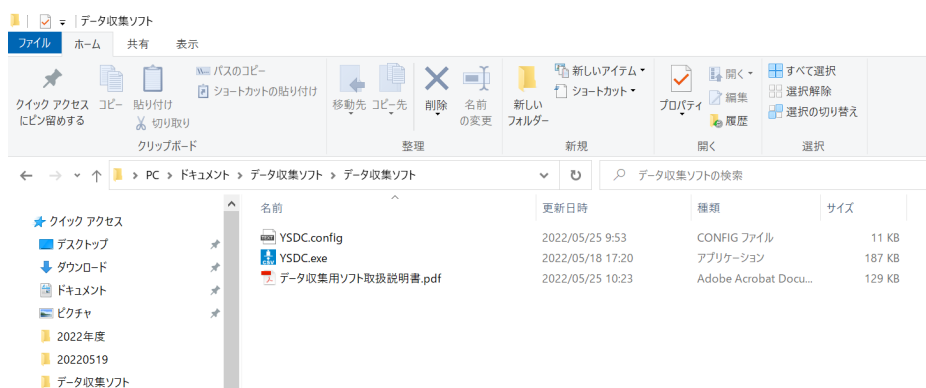 データ収集ソフト
ファイル ホーム 共有 表示
クイック アクセス
にピン留めする
コピー
貼り付け
パスのコピー
ショートカットの貼り付け
切り取り
クリップボード
移動先
コピー先
削除
名前
の変更
整理
新しい
フォルダー
新しいアイテム
ショートカット
新規
プロパティ
開く
編集
履歴
開く
すべて選択
選択解除
選択の切り替え
選択
PC > ドキュメント > データ収集ソフト > データ収集ソフト
データ収集ソフトの検索
クイック アクセス
デスクトップ
ダウンロード
ドキュメント
ピクチャ
2022年度
20220519
データ収集ソフト
名前 更新日時 種類 サイズ
YSDC.config 2022/05/25 9:53 CONFIG ファイル 11 KB
YSDC.exe 2022/05/18 17:20 アプリケーション 187 KB
データ収集用ソフト取扱説明書.pdf 2022/05/25 10:23 Adobe Acrobat Docu... 129 KB